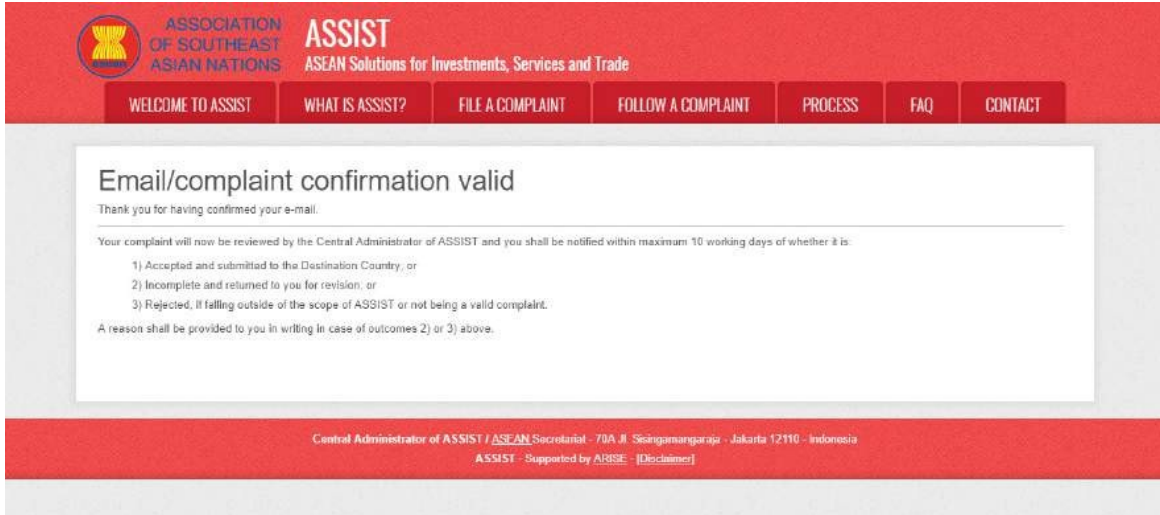 ASSOCIATION
OF SOUTHEAST
ASIAN NATIONS
ASSIST
ASEAN Solutions for Investments, Services and Trade
WELCOME TO ASSIST WHAT IS ASSIST? FILE A COMPLAINT FOLLOW A COMPLAINT PROCESS FAQ CONTACT
Email/complaint confirmation valid
Thank you for having confirmed your e-mail.
Your complaint will now be reviewed by the Central Administrator of ASSIST and you shall be notified within maximum 10 working days of whether it is:
1) Accepted and submitted to the Destination Country; or
2) Incomplete and returned to you for revision; or
3) Rejected, if falling outside of the scope of ASSIST or not being a valid complaint.
A reason shall be provided to you in writing in case of outcomes 2) or 3) above.
Central Administrator of ASSIST / ASEAN Secretariat - 70A Jl. Sisingamangaraja - Jakarta 12110 - Indonesia
ASSIST - Supported by ARISE - [Disclaimer]